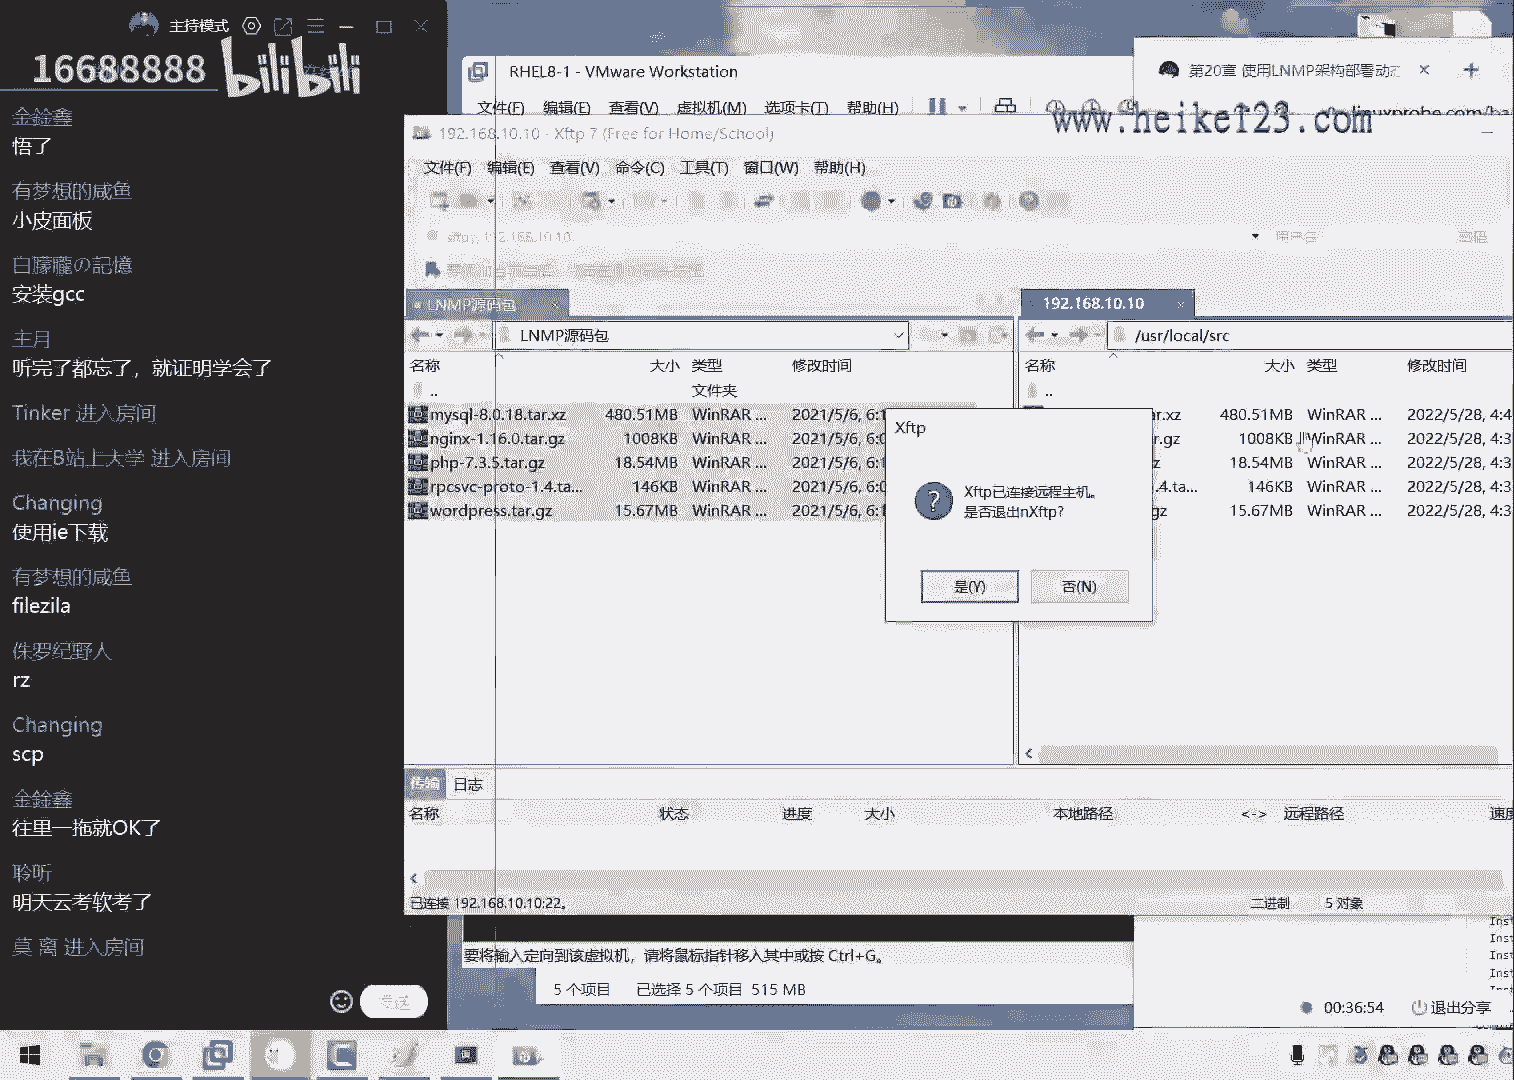 主持模式
16688888
bilibili
金鍂鑫
悟了
有梦想的咸鱼
小皮面板
白朦朧の記憶
安装gcc
主月
听完了都忘了，就证明学会了
Tinker 进入房间
我在B站上大学 进入房间
Changing
使用ie下载
有梦想的咸鱼
filezila
侏罗纪野人
rz
Changing
scp
金鍂鑫
往里一拖就OK了
聆听
明天云考软考了
莫 离 进入房间
RHEL8-1 - VMware Workstation
文件(F) 编辑(E) 查看(V) 虚拟机(M) 选项卡(T) 帮助(H)
第20章 使用LNMP架构部署动态
www.heike123.com
192.168.10.10 - Xftp 7 (Free for Home/School)
文件(F) 编辑(E) 查看(V) 命令(C) 工具(T) 窗口(W) 帮助(H)
sftp://192.168.10.10
用户名
密码
LNMP源码包
192.168.10.10
LNMP源码包
/usr/local/src
名称 大小 类型 修改时间
名称 大小 类型 修改时间
.. 文件夹
..
mysql-8.0.18.tar.xz 480.51MB WinRAR ... 2021/5/6, 6:1
ar.xz 480.51MB WinRAR ... 2022/5/28, 4:4
nginx-1.16.0.tar.gz 1008KB WinRAR ... 2021/5/6, 6:0
r.gz 1008KB WinRAR ... 2022/5/28, 4:3
php-7.3.5.tar.gz 18.54MB WinRAR ... 2021/5/6, 6:1
z 18.54MB WinRAR ... 2022/5/28, 4:3
rpcsvc-proto-1.4.ta... 146KB WinRAR ... 2021/5/6, 6:0
.4.ta... 146KB WinRAR ... 2022/5/28, 4:3
wordpress.tar.gz 15.67MB WinRAR ... 2021/5/6, 6:1
gz 15.67MB WinRAR ... 2022/5/28, 4:3
Xftp
Xftp已连接远程主机。
是否退出nXftp?
是(Y) 否(N)
传输 日志
名称 状态 进度 大小 本地路径 <-> 远程路径 速度
已连接 192.168.10.10:22。
二进制 5 对象
要将输入定向到该虚拟机，请将鼠标指针移入其中或按 Ctrl+G。
5 个项目 已选择 5 个项目 515 MB
Inst
Inst
Inst
Inst
发送
00:36:54 退出分享